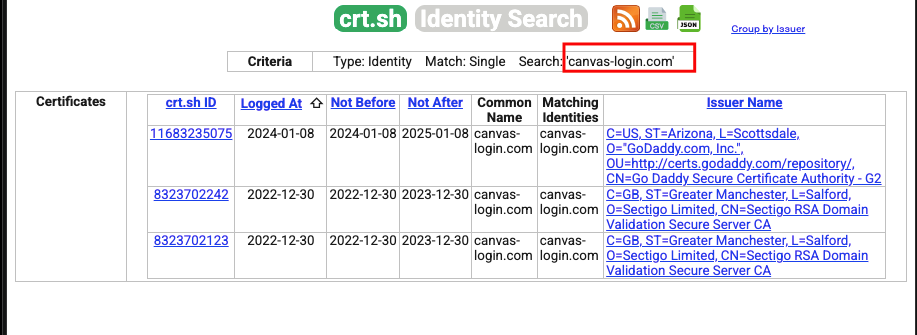 crt.sh Identity Search
CSV
JSON
Group by Issuer
Criteria Type: Identity Match: Single Search: 'canvas-login.com'
Certificates
crt.sh ID Logged At ⇧ Not Before Not After Common Name Matching Identities Issuer Name
11683235075 2024-01-08 2024-01-08 2025-01-08 canvas-login.com canvas-login.com C=US, ST=Arizona, L=Scottsdale, O="GoDaddy.com, Inc.", OU=http://certs.godaddy.com/repository/, CN=Go Daddy Secure Certificate Authority - G2
8323702242 2022-12-30 2022-12-30 2023-12-30 canvas-login.com canvas-login.com C=GB, ST=Greater Manchester, L=Salford, O=Sectigo Limited, CN=Sectigo RSA Domain Validation Secure Server CA
8323702123 2022-12-30 2022-12-30 2023-12-30 canvas-login.com canvas-login.com C=GB, ST=Greater Manchester, L=Salford, O=Sectigo Limited, CN=Sectigo RSA Domain Validation Secure Server CA